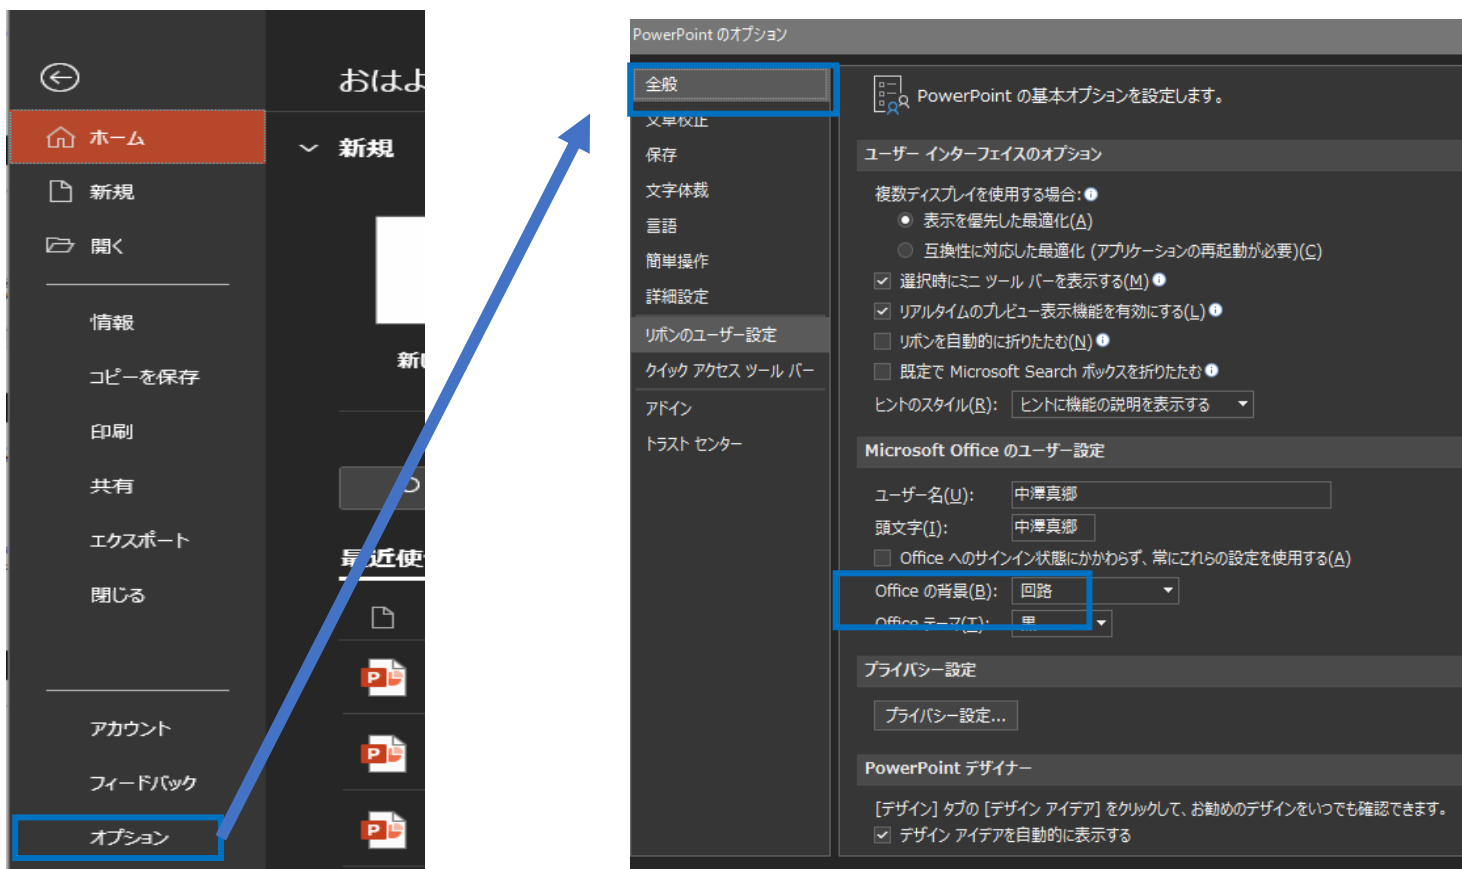 おはよ
ホーム
新規
開く
情報
コピーを保存
印刷
共有
エクスポート
閉じる
アカウント
フィードバック
オプション
新規
最近使
PowerPoint のオプション
全般
文章校正
保存
文字体裁
言語
簡単操作
詳細設定
リボンのユーザー設定
クイック アクセス ツール バー
アドイン
トラスト センター
PowerPoint の基本オプションを設定します。
ユーザー インターフェイスのオプション
複数ディスプレイを使用する場合:
表示を優先した最適化(A)
互換性に対応した最適化 (アプリケーションの再起動が必要)(C)
選択時にミニ ツール バーを表示する(M)
リアルタイムのプレビュー表示機能を有効にする(L)
リボンを自動的に折りたたむ(N)
既定で Microsoft Search ボックスを折りたたむ
ヒントのスタイル(R): ヒントに機能の説明を表示する
Microsoft Office のユーザー設定
ユーザー名(U): 中澤真郷
頭文字(I): 中澤真郷
Office へのサインイン状態にかかわらず、常にこれらの設定を使用する(A)
Office の背景(B): 回路
Office テーマ(T): 黒
プライバシー設定
プライバシー設定...
PowerPoint デザイナー
[デザイン] タブの [デザイン アイデア] をクリックして、お勧めのデザインをいつでも確認できます。
デザイン アイデアを自動的に表示する